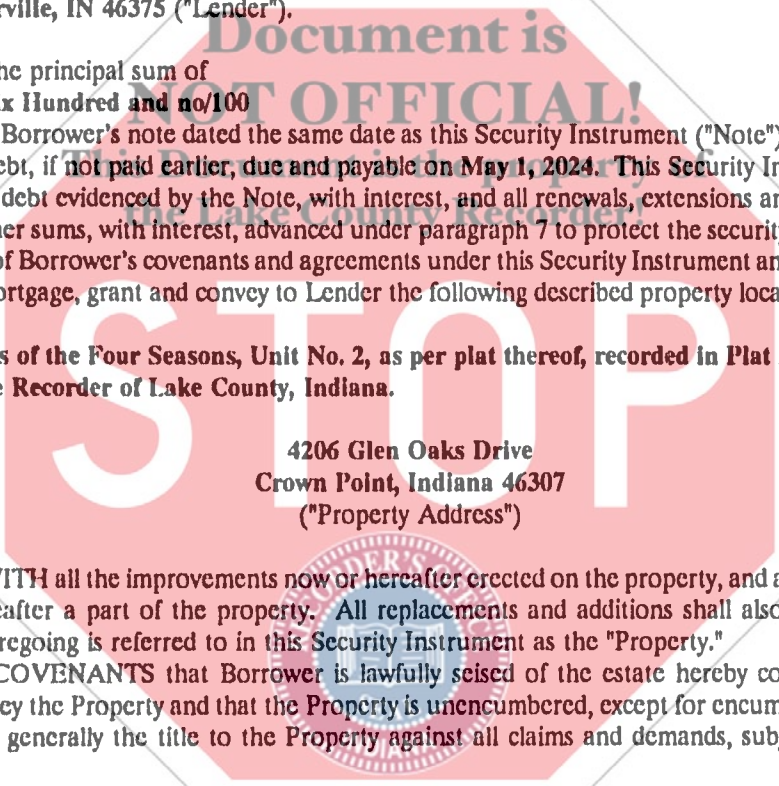 rville, IN 46375 ("Lender").
Document is
he principal sum of
NOT OFFICIAL!
x Hundred and no/100
Borrower's note dated the same date as this Security Instrument ("Note")
This Document is the property of
ebt, if not paid earlier, due and payable on May 1, 2024. This Security In
debt evidenced by the Note, with interest, and all renewals, extensions an
the Lake County Recorder!
er sums, with interest, advanced under paragraph 7 to protect the securit
of Borrower's covenants and agreements under this Security Instrument an
ortgage, grant and convey to Lender the following described property loca
STOP
s of the Four Seasons, Unit No. 2, as per plat thereof, recorded in Plat
e Recorder of Lake County, Indiana.
4206 Glen Oaks Drive
Crown Point, Indiana 46307
("Property Address")
VITH all the improvements now or hereafter erected on the property, and a
eafter a part of the property. All replacements and additions shall also
regoing is referred to in this Security Instrument as the "Property."
COVENANTS that Borrower is lawfully seised of the estate hereby co
ey the Property and that the Property is unencumbered, except for encum
generally the title to the Property against all claims and demands, sub